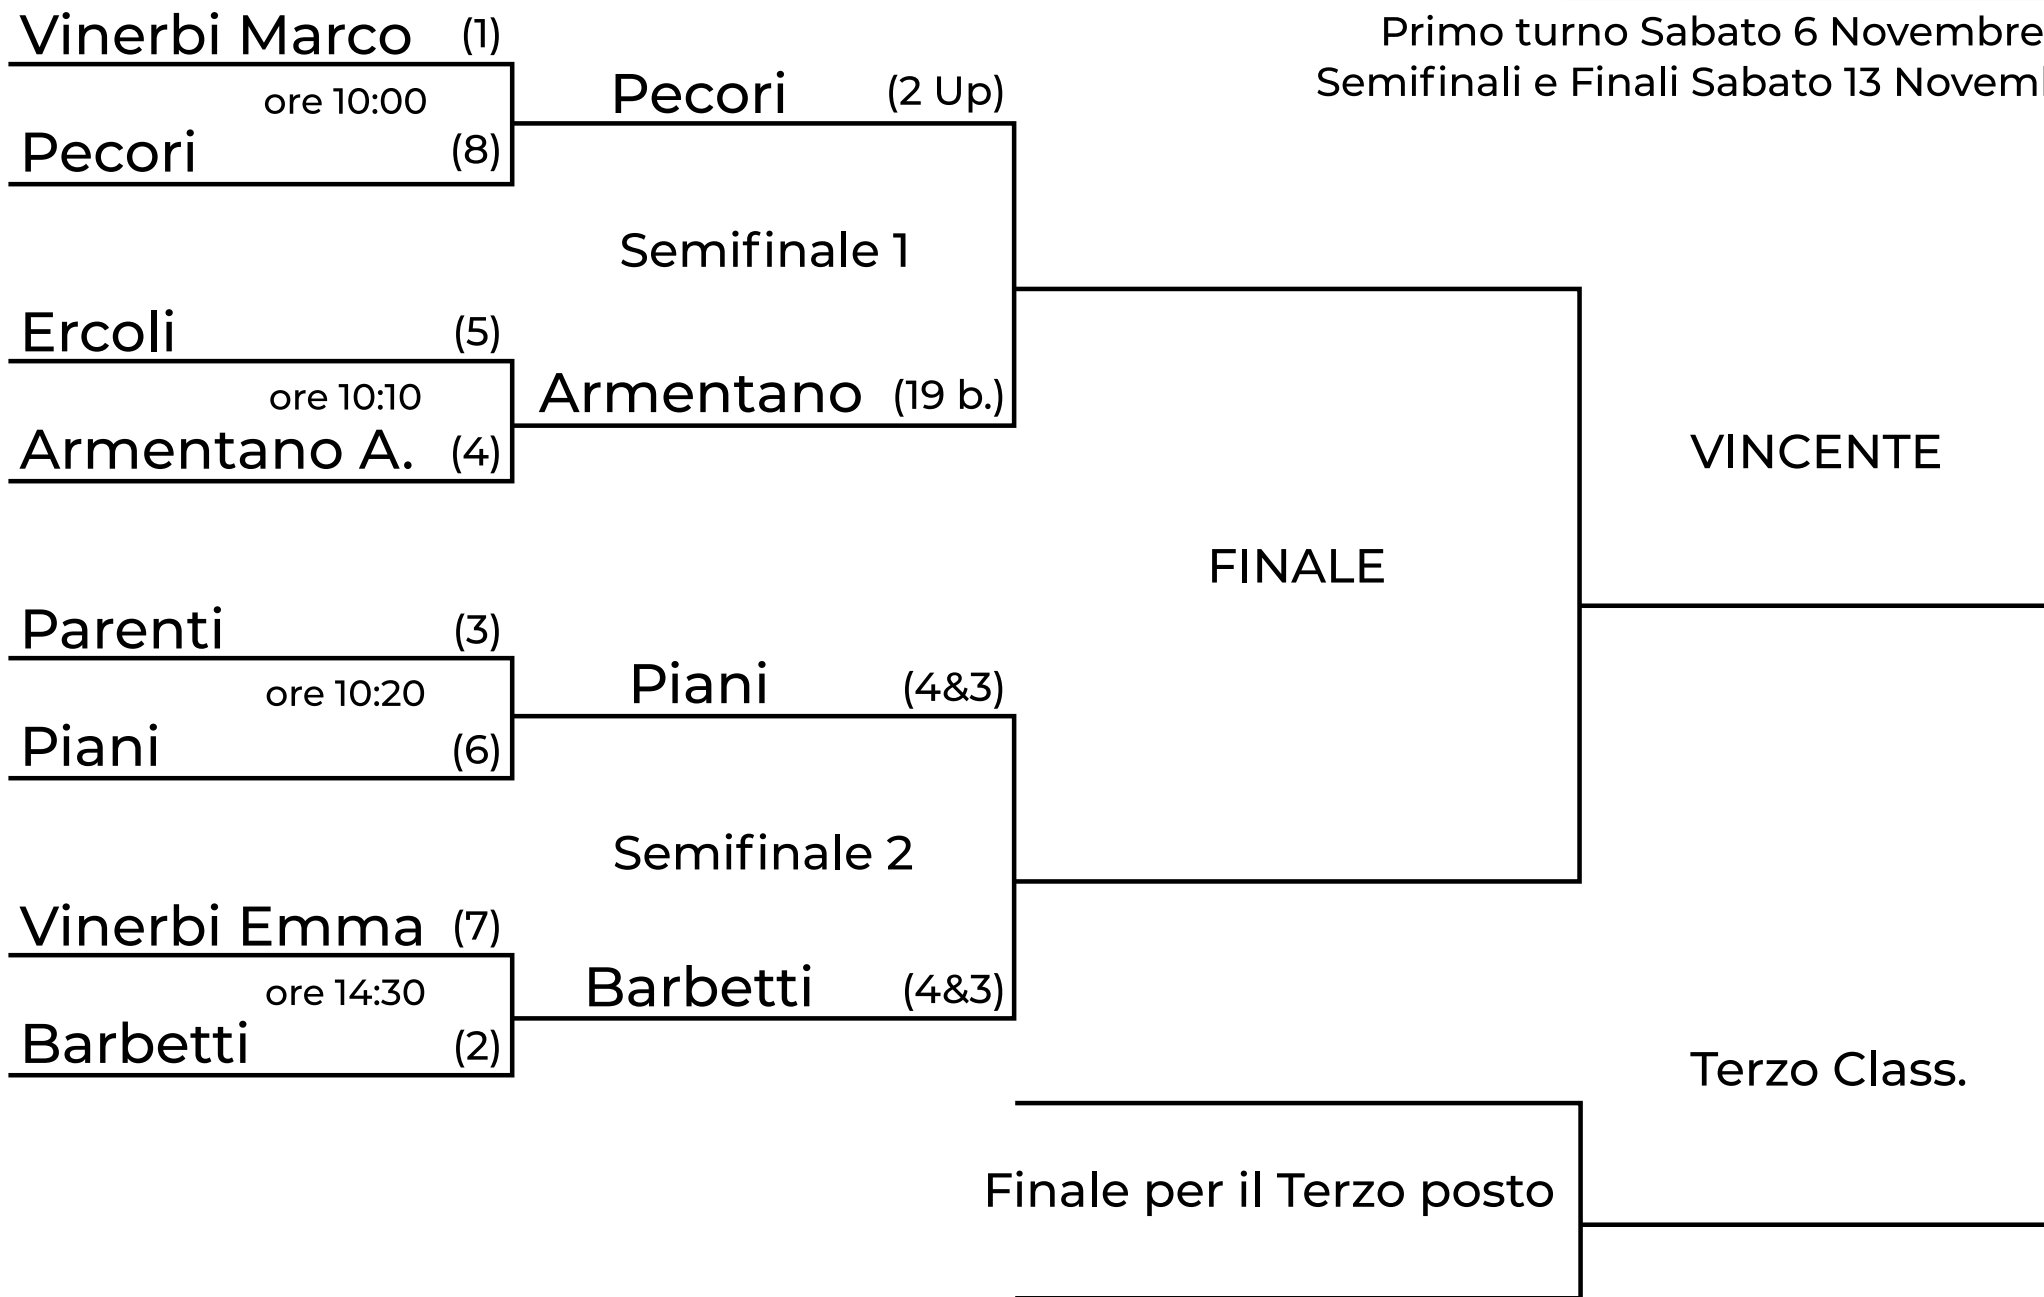 Vinerbi Marco (1)
ore 10:00
Pecori (8)
Ercoli (5)
ore 10:10
Armentano A. (4)
Parenti (3)
ore 10:20
Piani (6)
Vinerbi Emma (7)
ore 14:30
Barbetti (2)
Pecori (2 Up)
Semifinale 1
Armentano (19 b.)
Piani (4&3)
Semifinale 2
Barbetti (4&3)
Primo turno Sabato 6 Novembre
Semifinali e Finali Sabato 13
FINALE
VINCENTE
Terzo Class.
Finale per il Terzo posto